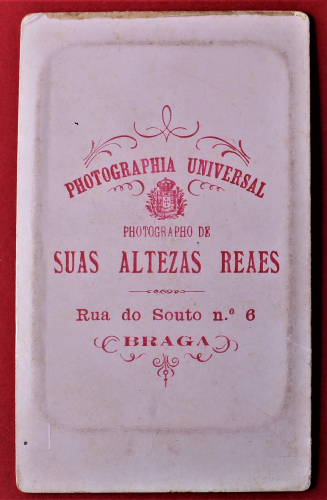 PHOTOGRAPHIA UNIVERSAL
PHOTOGRAPHO DE
SUAS ALTEZAS REAES
Rua do Souto n.º 6
BRAGA